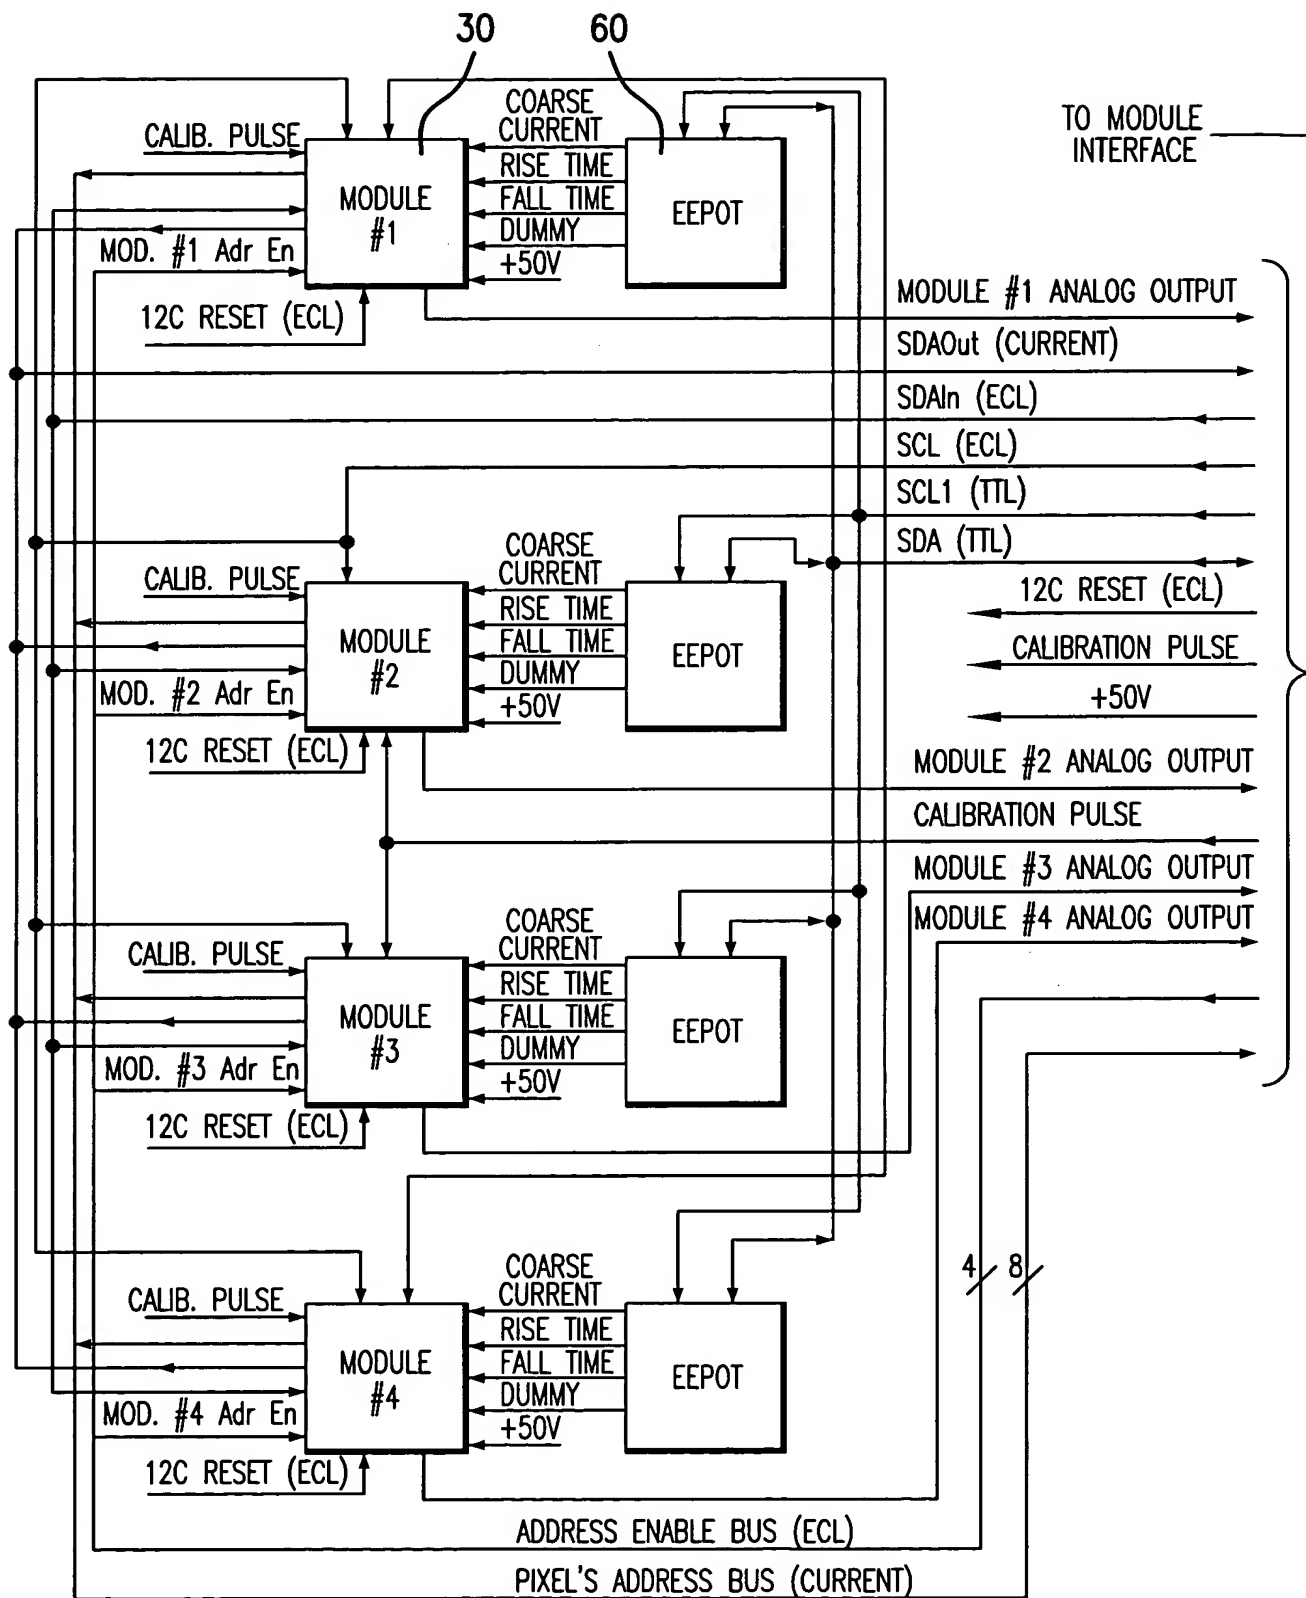 30
60
TO MODULE
INTERFACE
CALIB. PULSE
MODULE
#1
COARSE
CURRENT
RISE TIME
FALL TIME
DUMMY
+50V
EEPOT
MOD. #1 Adr En
12C RESET (ECL)
MODULE #1 ANALOG OUTPUT
SDAOut (CURRENT)
SDAIn (ECL)
SCL (ECL)
SCL1 (TTL)
SDA (TTL)
12C RESET (ECL)
CALIBRATION PULSE
+50V
CALIB. PULSE
MODULE
#2
COARSE
CURRENT
RISE TIME
FALL TIME
DUMMY
+50V
EEPOT
MOD. #2 Adr En
12C RESET (ECL)
MODULE #2 ANALOG OUTPUT
CALIBRATION PULSE
MODULE #3 ANALOG OUTPUT
MODULE #4 ANALOG OUTPUT
CALIB. PULSE
MODULE
#3
COARSE
CURRENT
RISE TIME
FALL TIME
DUMMY
+50V
EEPOT
MOD. #3 Adr En
12C RESET (ECL)
CALIB. PULSE
MODULE
#4
COARSE
CURRENT
RISE TIME
FALL TIME
DUMMY
+50V
EEPOT
4
8
MOD. #4 Adr En
12C RESET (ECL)
ADDRESS ENABLE BUS (ECL)
PIXEL'S ADDRESS BUS (CURRENT)